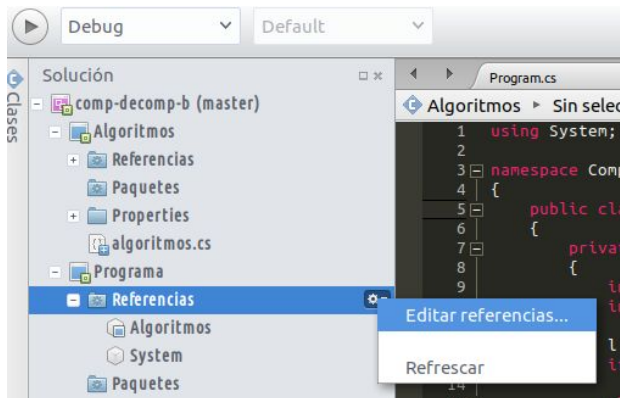 Debug
Default
Clases
Solución
comp-decomp-b (master)
Algoritmos
Referencias
Paquetes
Properties
algoritmos.cs
Programa
Referencias
Algoritmos
System
Paquetes
Program.cs
Algoritmos Sin selec
1 using System;
2
3 namespace Comp
4 {
5 public cla
6 {
7 privat
8 {
9 i
Editar referencias...
Refrescar
14